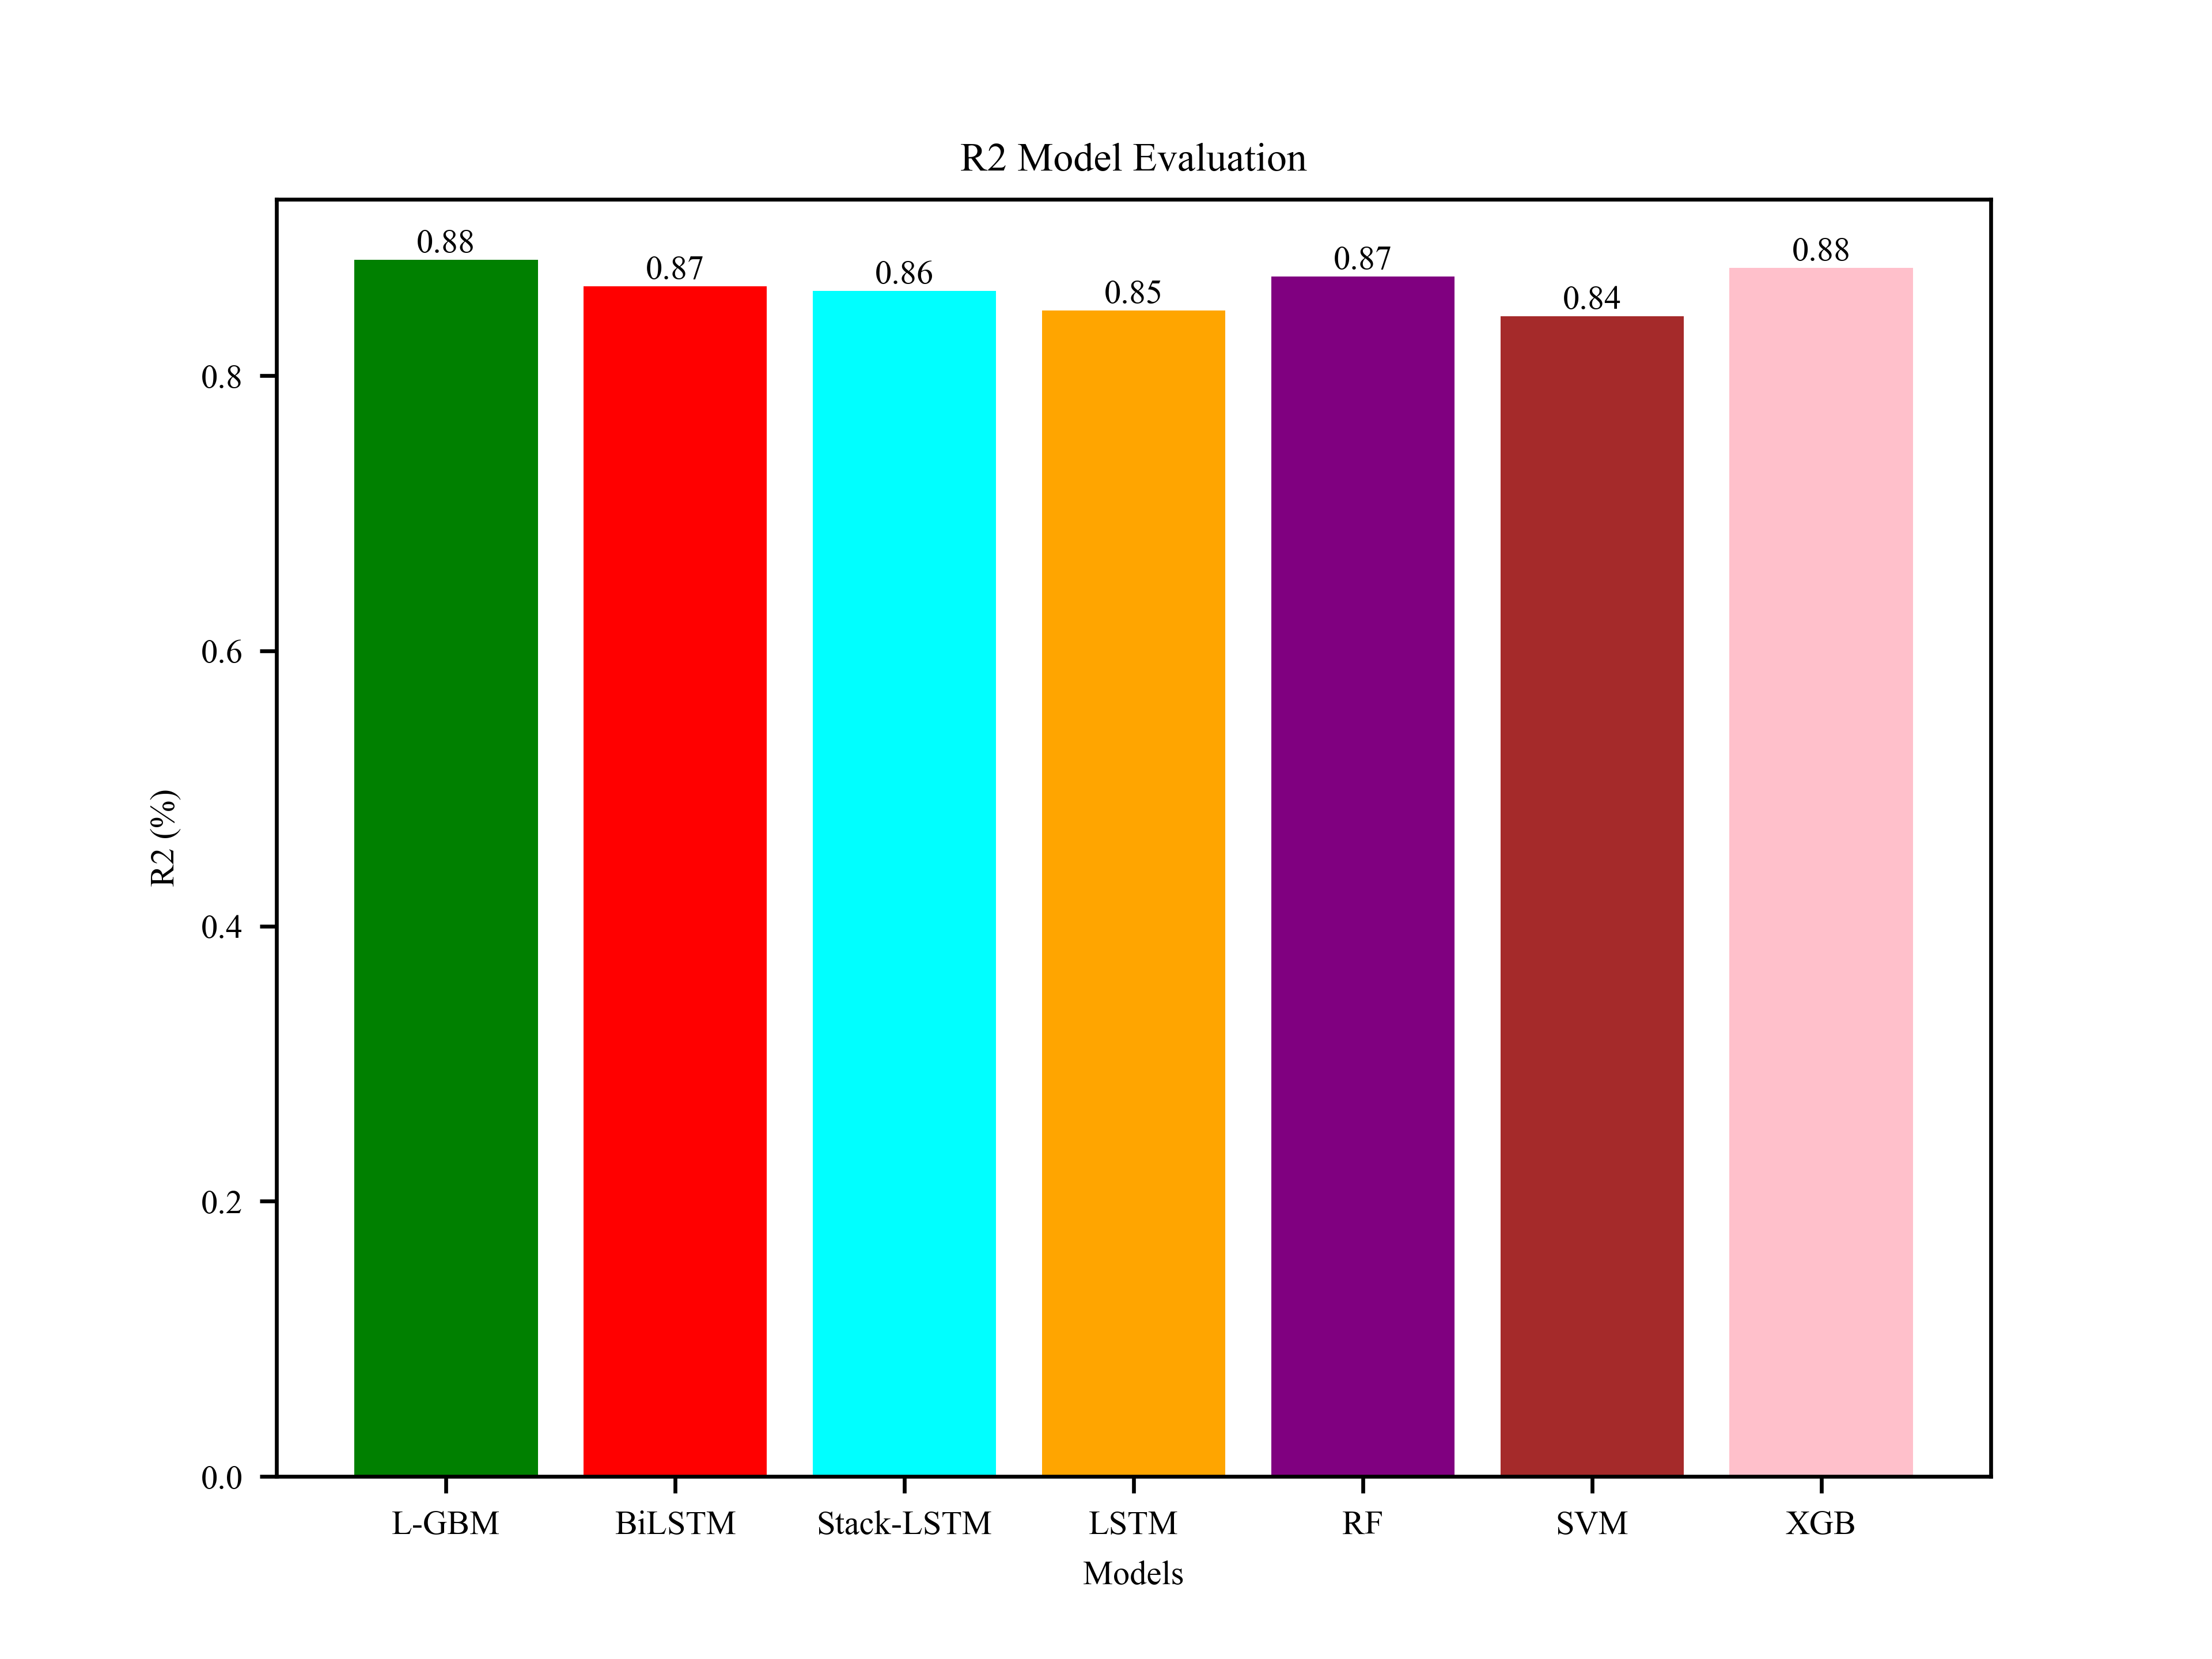 R2 Model Evaluation
0.88
0.87
0.86
0.85
0.87
0.84
0.88
0.8
0.6
0.4
0.2
0.0
R2 (%)
L-GBM
BiLSTM
Stack-LSTM
LSTM
RF
SVM
XGB
Models